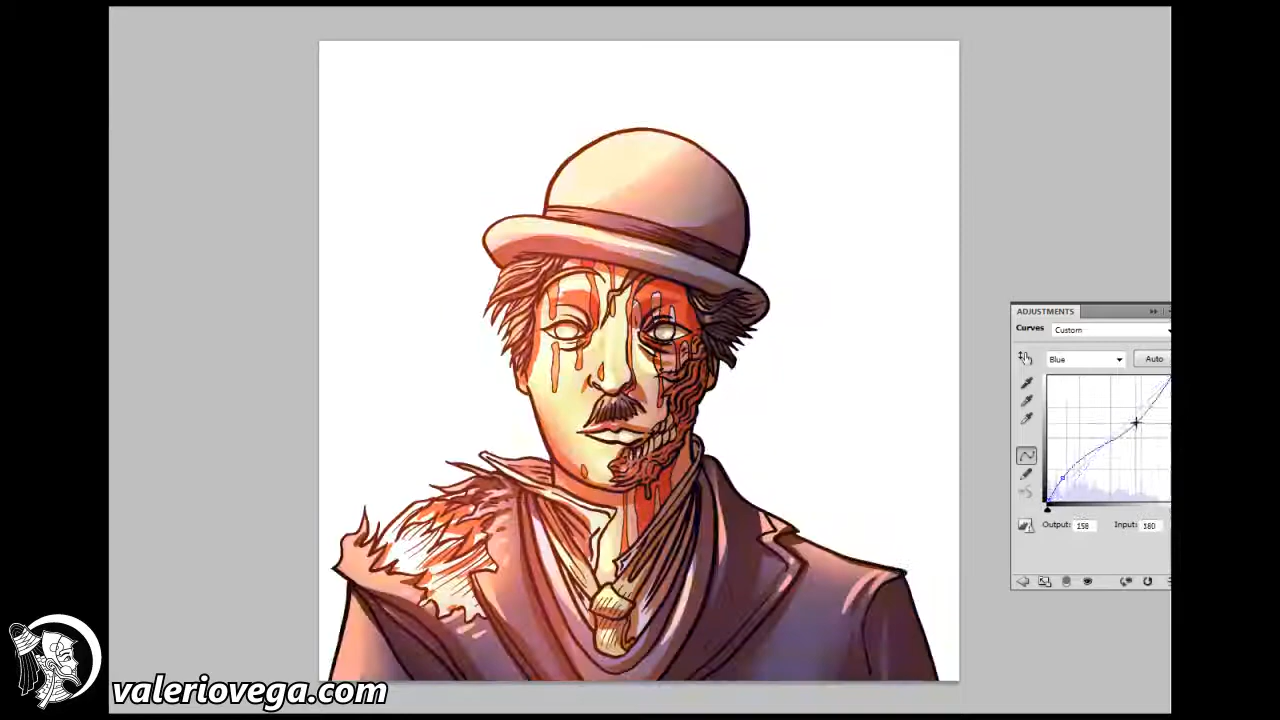 ADJUSTMENTS
Curves Custom
Blue Auto
Output: 158 Input: 180
valeriovega.com